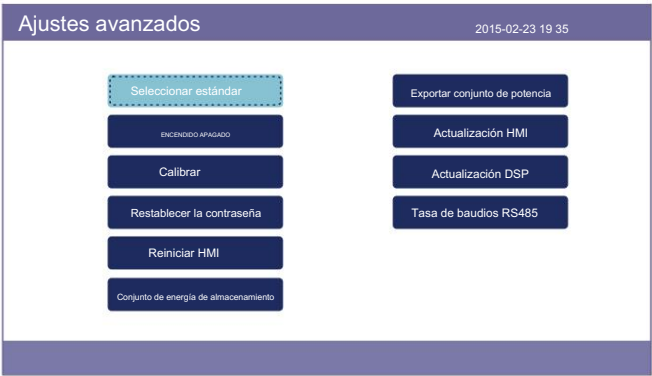 Ajustes avanzados
2015-02-23 19 35
Seleccionar estándar
ENCENDIDO APAGADO
Calibrar
Restablecer la contraseña
Reiniciar HMI
Conjunto de energía de almacenamiento
Exportar conjunto de potencia
Actualización HMI
Actualización DSP
Tasa de baudios RS485